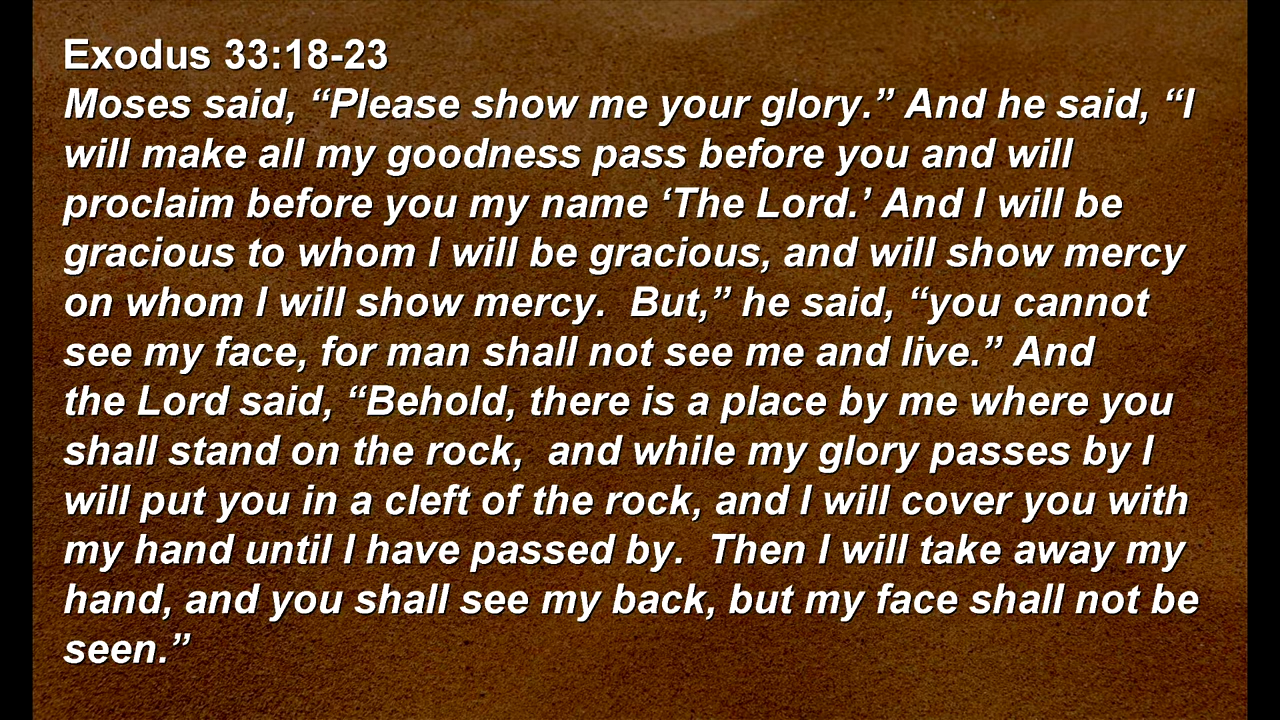 Exodus 33:18-23
Moses said, “Please show me your glory.” And he said, “I
will make all my goodness pass before you and will
proclaim before you my name ‘The Lord.’ And I will be
gracious to whom I will be gracious, and will show mercy
on whom I will show mercy.  But,” he said, “you cannot
see my face, for man shall not see me and live.” And
the Lord said, “Behold, there is a place by me where you
shall stand on the rock,  and while my glory passes by I
will put you in a cleft of the rock, and I will cover you with
my hand until I have passed by.  Then I will take away my
hand, and you shall see my back, but my face shall not be
seen.”